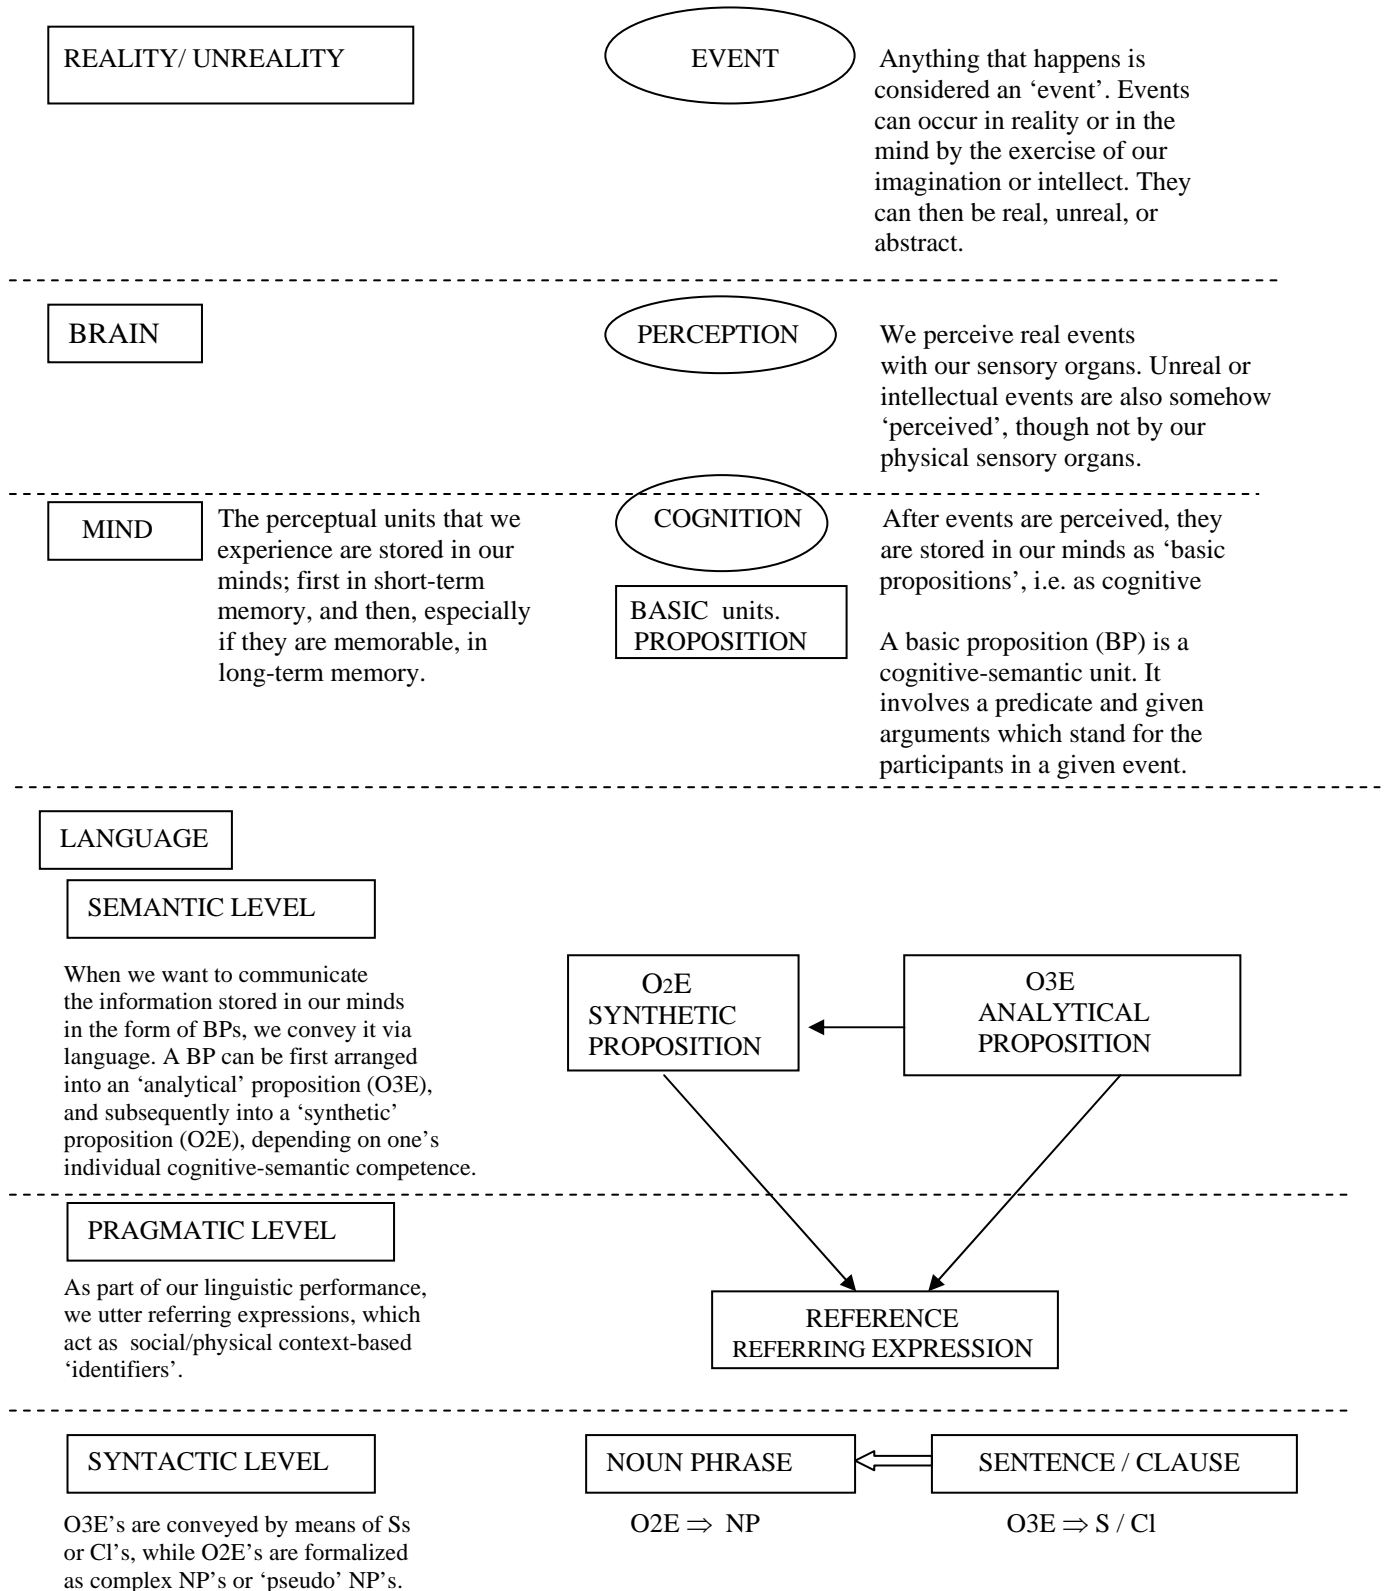 REALITY/ UNREALITY
EVENT
Anything that happens is
considered an ‘event’. Events
can occur in reality or in the
mind by the exercise of our
imagination or intellect. They
can then be real, unreal, or
abstract.
BRAIN
PERCEPTION
We perceive real events
with our sensory organs. Unreal or
intellectual events are also somehow
‘perceived’, though not by our
physical sensory organs.
MIND
The perceptual units that we
experience are stored in our
minds; first in short-term
memory, and then, especially
if they are memorable, in
long-term memory.
COGNITION
BASIC units.
PROPOSITION
After events are perceived, they
are stored in our minds as ‘basic
propositions’, i.e. as cognitive
A basic proposition (BP) is a
cognitive-semantic unit. It
involves a predicate and given
arguments which stand for the
participants in a given event.
LANGUAGE
SEMANTIC LEVEL
When we want to communicate
the information stored in our minds
in the form of BPs, we convey it via
language. A BP can be first arranged
into an ‘analytical’ proposition (O3E),
and subsequently into a ‘synthetic’
proposition (O2E), depending on one’s
individual cognitive-semantic competence.
O2E
SYNTHETIC
PROPOSITION
O3E
ANALYTICAL
PROPOSITION
PRAGMATIC LEVEL
As part of our linguistic performance,
we utter referring expressions, which
act as social/physical context-based
‘identifiers’.
REFERENCE
REFERRING EXPRESSION
SYNTACTIC LEVEL
O3E’s are conveyed by means of Ss
or Cl’s, while O2E’s are formalized
as complex NP’s or ‘pseudo’ NP’s.
NOUN PHRASE
SENTENCE / CLAUSE
O2E ⇒ NP
O3E ⇒ S / Cl